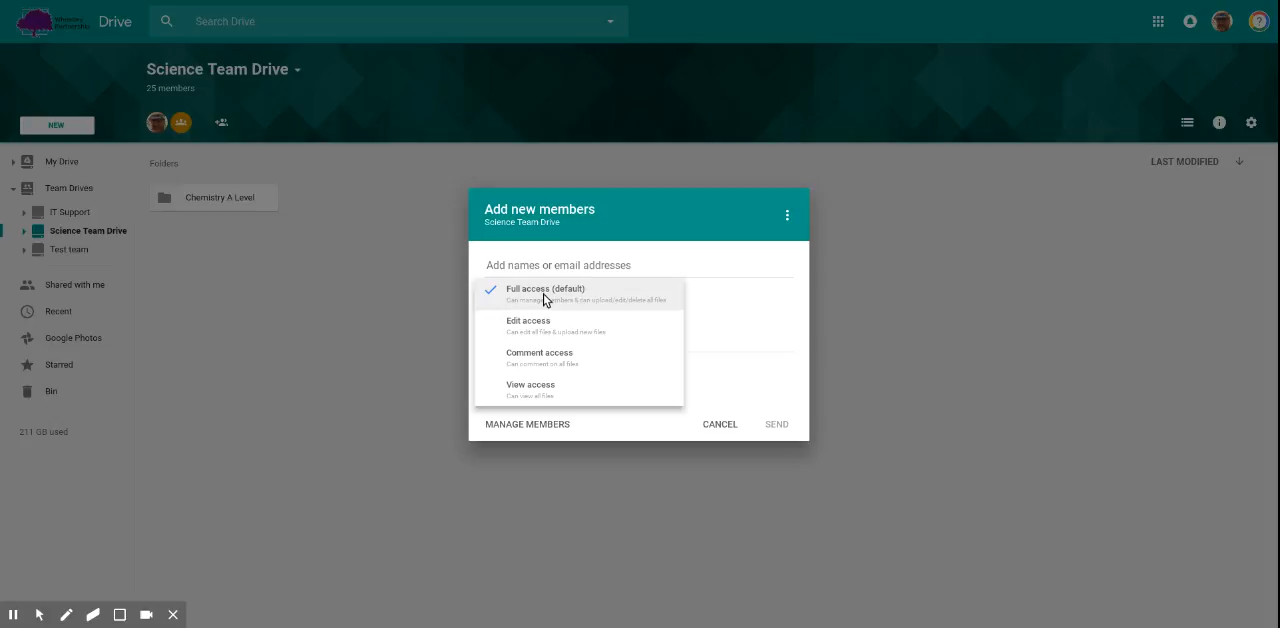 Drive
Search Drive
Science Team Drive
25 members
NEW
My Drive
Team Drives
IT Support
Science Team Drive
Test team
Shared with me
Recent
Google Photos
Starred
Bin
211 GB used
Folders
LAST MODIFIED
Chemistry A Level
Add new members
Science Team Drive
Add names or email addresses
Full access (default)
Can manage members & can upload/edit/delete all files
Edit access
Can edit all files & upload new files
Comment access
Can comment on all files
View access
Can view all files
MANAGE MEMBERS
CANCEL
SEND